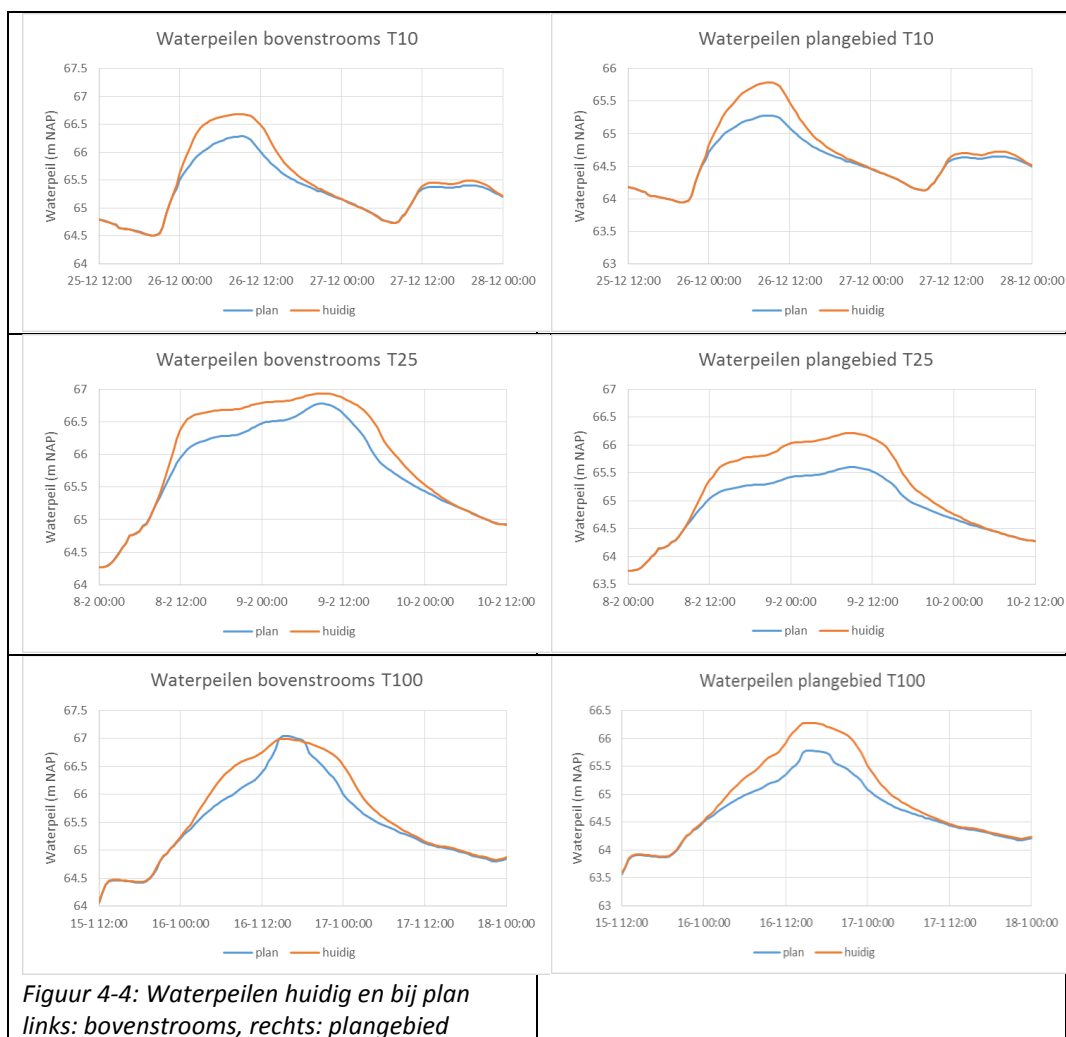 Waterpeilen bovenstrooms T10
Waterpeil (m NAP)
67.5
67
66.5
66
65.5
65
64.5
64
25-12 12:00 26-12 00:00 26-12 12:00 27-12 00:00 27-12 12:00 28-12 00:00
plan huidig
Waterpeilen plangebied T10
Waterpeil (m NAP)
66
65.5
65
64.5
64
63.5
63
25-12 12:00 26-12 00:00 26-12 12:00 27-12 00:00 27-12 12:00 28-12 00:00
plan huidig
Waterpeilen bovenstrooms T25
Waterpeil (m NAP)
67
66.5
66
65.5
65
64.5
64
8-2 00:00 8-2 12:00 9-2 00:00 9-2 12:00 10-2 00:00 10-2 12:00
plan huidig
Waterpeilen plangebied T25
Waterpeil (m NAP)
67
66.5
66
65.5
65
64.5
64
63.5
8-2 00:00 8-2 12:00 9-2 00:00 9-2 12:00 10-2 00:00 10-2 12:00
plan huidig
Waterpeilen bovenstrooms T100
Waterpeil (m NAP)
67.5
67
66.5
66
65.5
65
64.5
64
15-1 12:00 16-1 00:00 16-1 12:00 17-1 00:00 17-1 12:00 18-1 00:00
plan huidig
Waterpeilen plangebied T100
Waterpeil (m NAP)
66.5
66
65.5
65
64.5
64
63.5
63
15-1 12:00 16-1 00:00 16-1 12:00 17-1 00:00 17-1 12:00 18-1 00:00
plan huidig
Figuur 4-4: Waterpeilen huidig en bij plan
links: bovenstrooms, rechts: plangebied